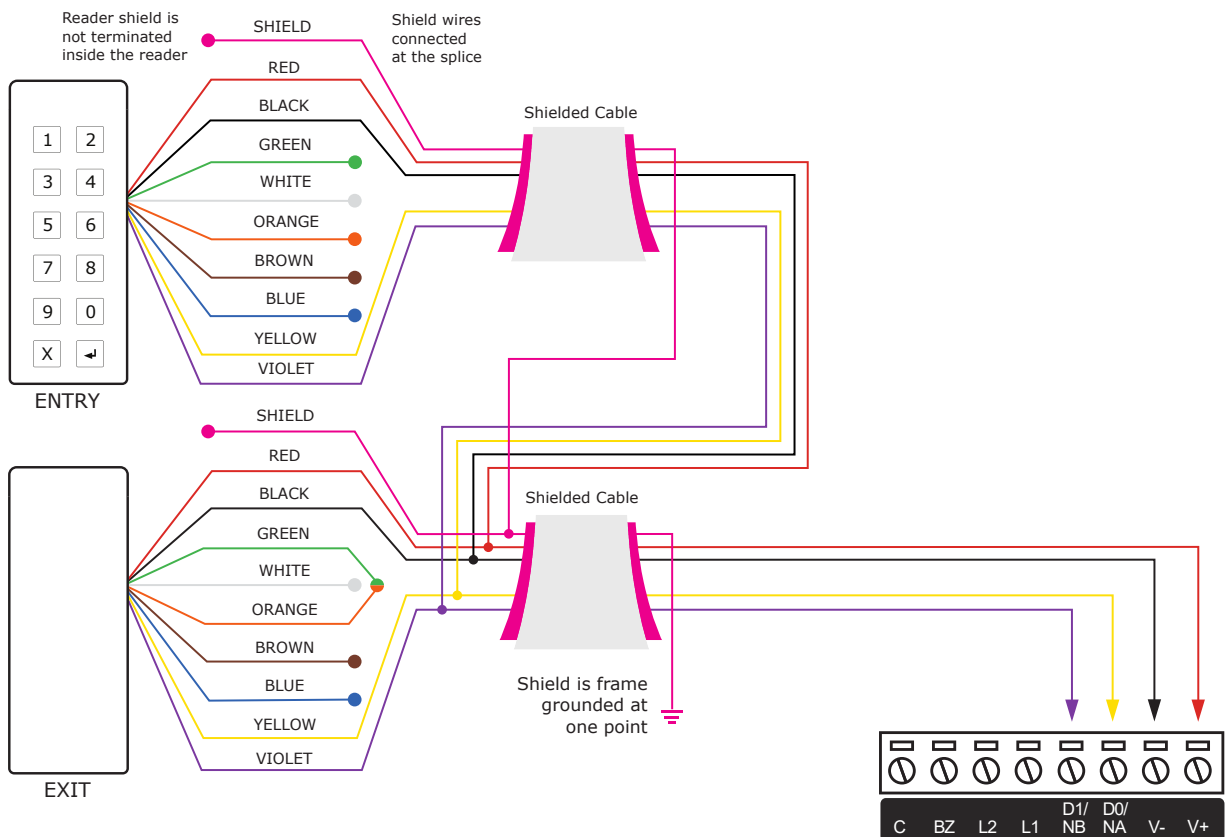 Reader shield is
not terminated
inside the reader
SHIELD
Shield wires
connected
at the splice
RED
BLACK
GREEN
WHITE
ORANGE
BROWN
BLUE
YELLOW
VIOLET
Shielded Cable
1 2
3 4
5 6
7 8
9 0
X ↲
ENTRY
SHIELD
RED
BLACK
GREEN
WHITE
ORANGE
BROWN
BLUE
YELLOW
VIOLET
Shielded Cable
EXIT
Shield is frame
grounded at
one point
C BZ L2 L1 D1/NB D0/NA V- V+